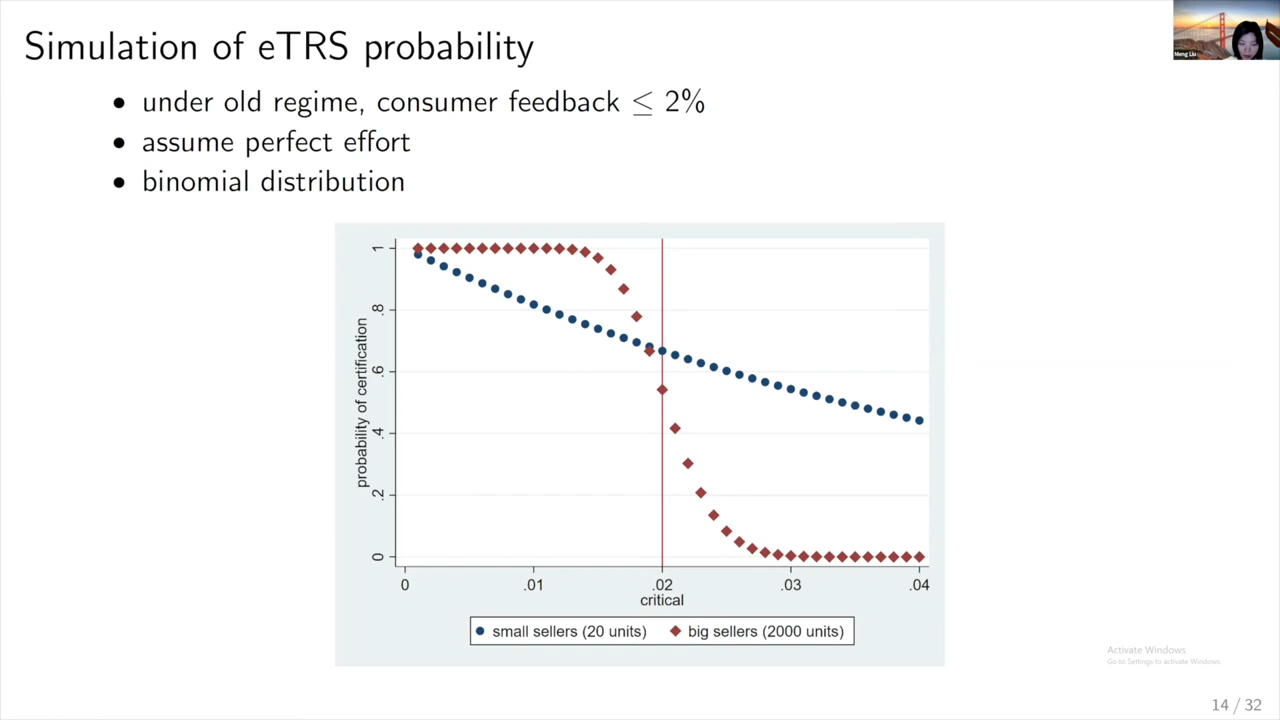 Simulation of eTRS probability
Meng Liu
• under old regime, consumer feedback ≤ 2%
• assume perfect effort
• binomial distribution
probability of certification
1
.8
.6
.4
.2
0
0 .01 .02 .03 .04
critical
small sellers (20 units) big sellers (2000 units)
Activate Windows
Go to Settings to activate Windows.
14 / 32